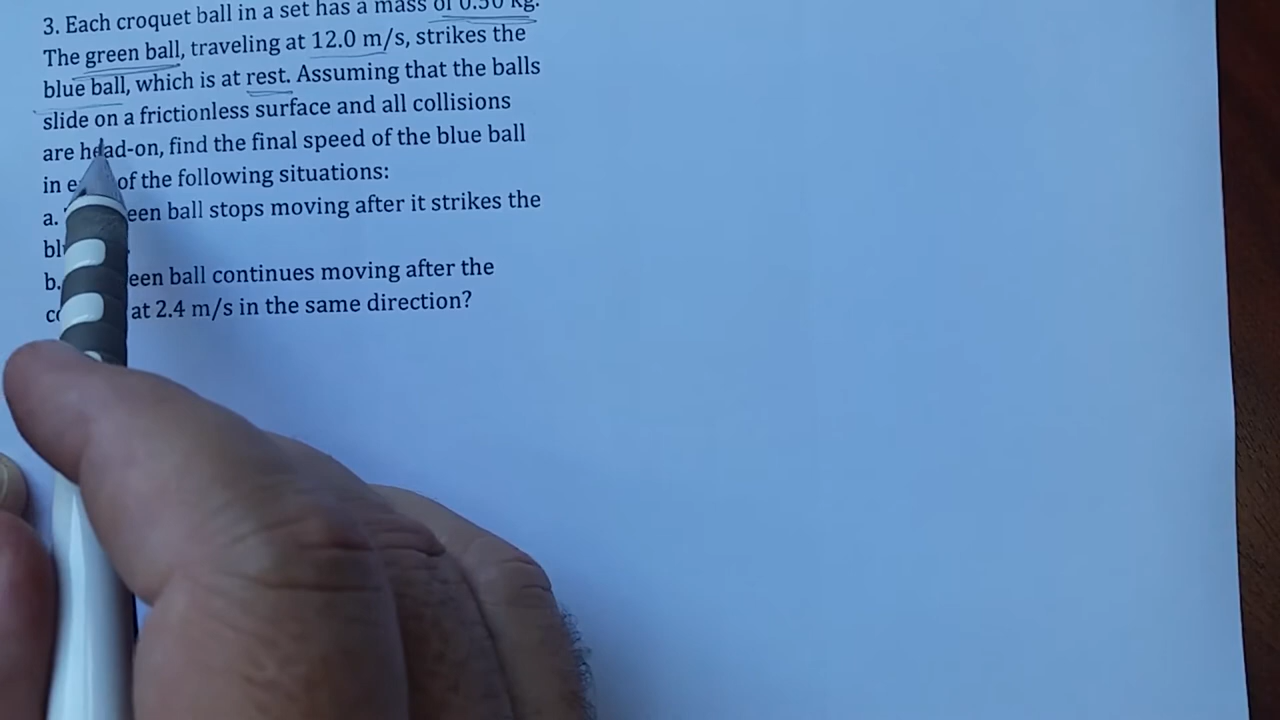 3. Each croquet ball in a set has a mass of 0.50 kg.
The green ball, traveling at 12.0 m/s, strikes the
blue ball, which is at rest. Assuming that the balls
slide on a frictionless surface and all collisions
are head-on, find the final speed of the blue ball
in of the following situations:
a. ball stops moving after it strikes the
b. ball continues moving after the
at 2.4 m/s in the same direction?